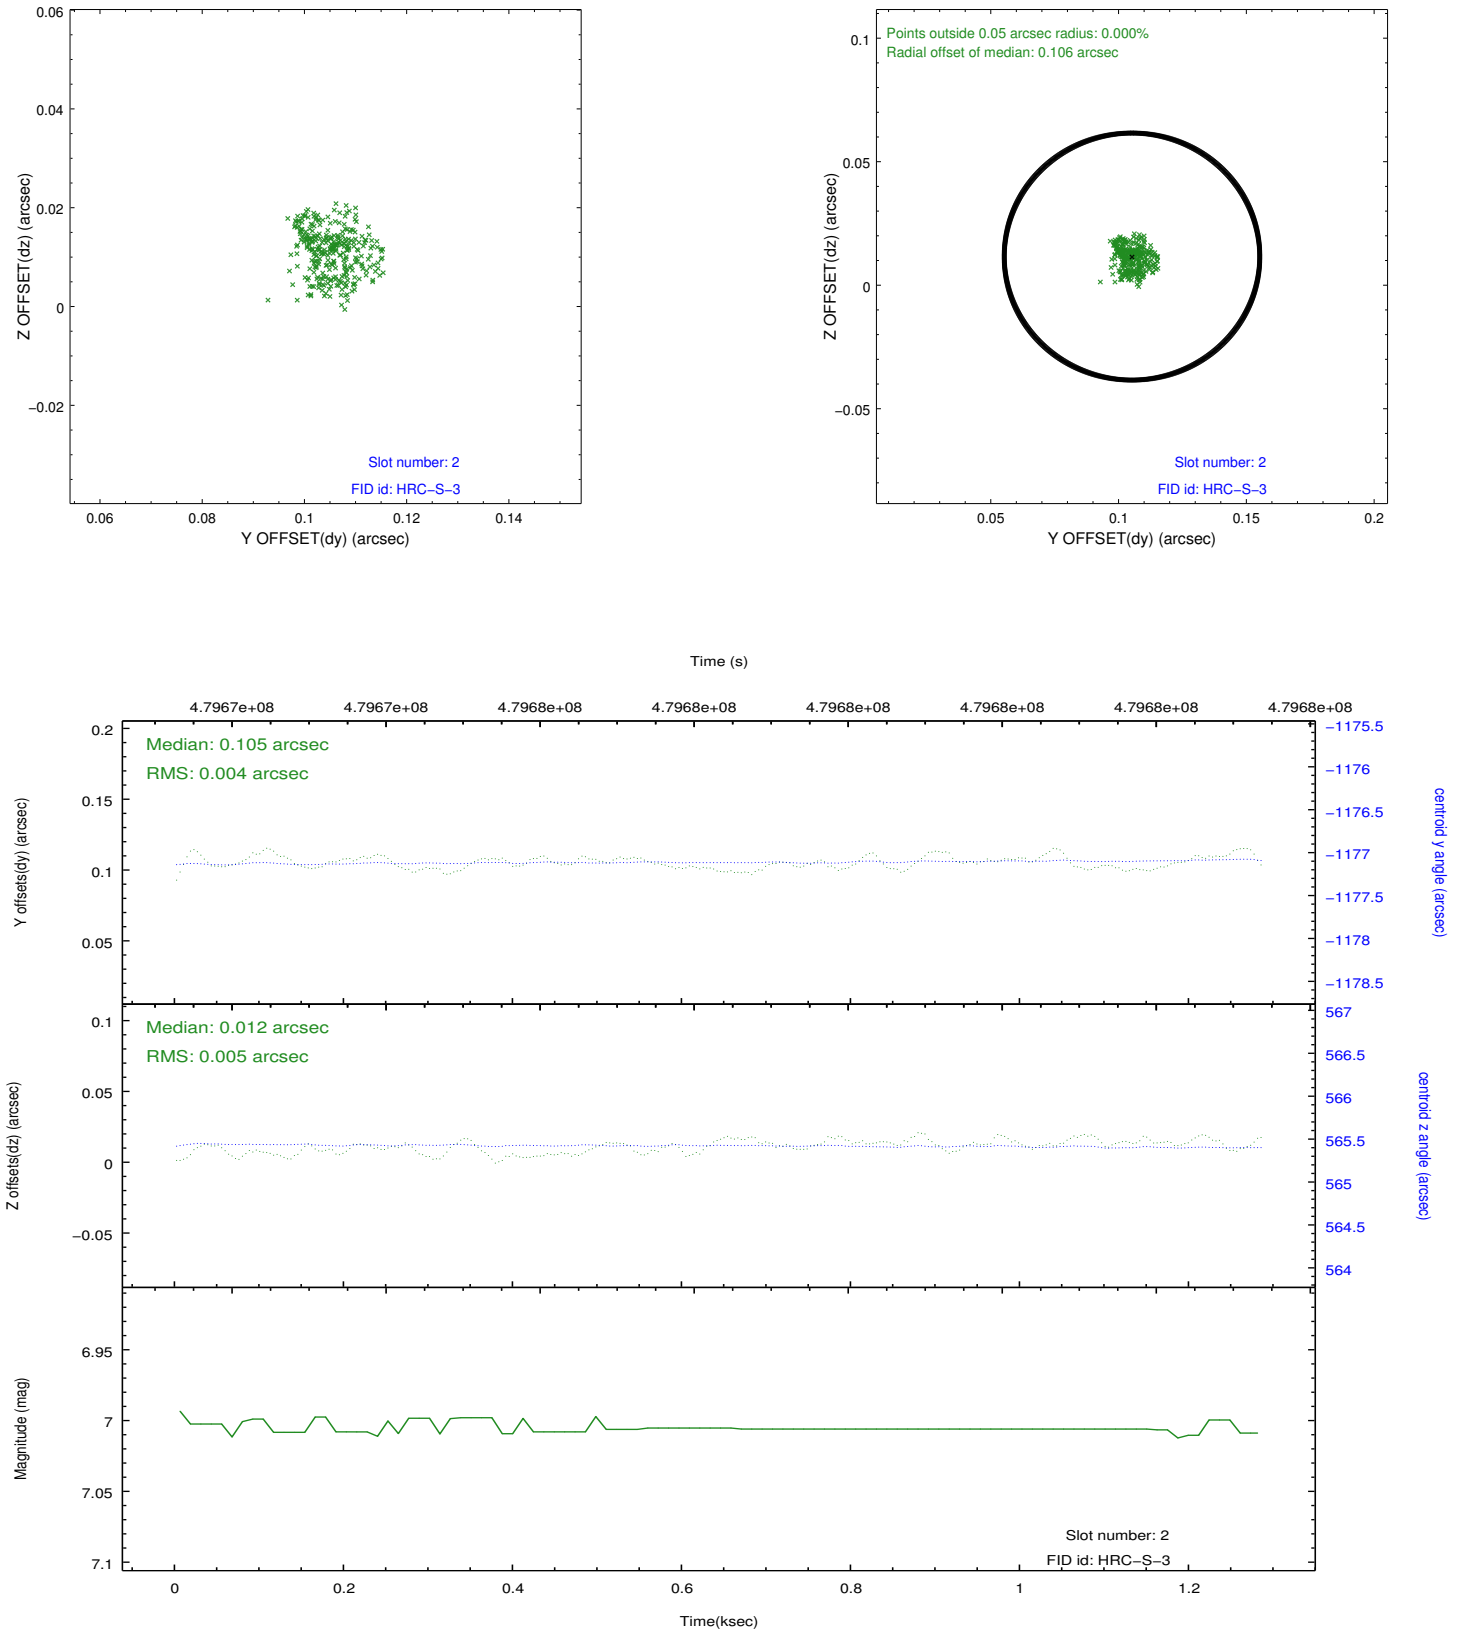 0.06
0.04
0.02
0
−0.02
Z OFFSET(dz) (arcsec)
Slot number: 2
FID id: HRC−S−3
0.06 0.08 0.1 0.12 0.14
Y OFFSET(dy) (arcsec)
Points outside 0.05 arcsec radius: 0.000%
Radial offset of median: 0.106 arcsec
0.1
0.05
0
−0.05
Z OFFSET(dz) (arcsec)
Slot number: 2
FID id: HRC−S−3
0.05 0.1 0.15 0.2
Y OFFSET(dy) (arcsec)
Time (s)
4.7967e+08 4.7967e+08 4.7968e+08 4.7968e+08 4.7968e+08 4.7968e+08 4.7968e+08 4.7968e+08
Median: 0.105 arcsec
RMS: 0.004 arcsec
0.2
0.15
0.1
0.05
Y offsets(dy) (arcsec)
−1175.5
−1176
−1176.5
−1177
−1177.5
−1178
−1178.5
centroid y angle (arcsec)
Median: 0.012 arcsec
RMS: 0.005 arcsec
0.1
0.05
0
−0.05
Z offsets(dz) (arcsec)
567
566.5
566
565.5
565
564.5
564
centroid z angle (arcsec)
6.95
7
7.05
7.1
Magnitude (mag)
Slot number: 2
FID id: HRC−S−3
0 0.2 0.4 0.6 0.8 1 1.2
Time(ksec)